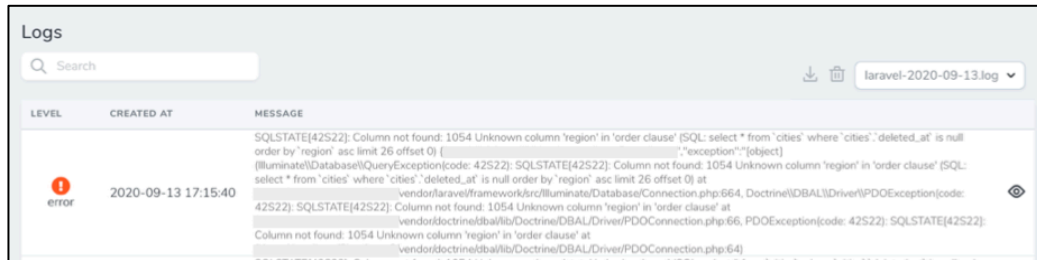 Logs
Search
laravel-2020-09-13.log
LEVEL CREATED AT MESSAGE
SQLSTATE[42S22]: Column not found: 1054 Unknown column 'region' in 'order clause' (SQL: select * from `cities` where `cities`.`deleted_at` is null
(order by `region` asc limit 26 offset 0) { ',"exception":"[object]
(Illuminate\\Database\\QueryException(code: 42S22): SQLSTATE[42S22]: Column not found: 1054 Unknown column 'region' in 'order clause' (SQL:
select * from `cities` where `cities`.`deleted_at` is null order by `region` asc limit 26 offset 0) at
vendor/laravel/framework/src/Illuminate/Database/Connection.php:664, Doctrine\\DBAL\\Driver\\PDOException(code:
42S22): SQLSTATE[42S22]: Column not found: 1054 Unknown column 'region' in 'order clause' at
vendor/doctrine/dbal/lib/Doctrine/DBAL/Driver/PDOConnection.php:66, PDOException(code: 42S22): SQLSTATE[42S22]:
Column not found: 1054 Unknown column 'region' in 'order clause' at
vendor/doctrine/dbal/lib/Doctrine/DBAL/Driver/PDOConnection.php:64)
error 2020-09-13 17:15:40